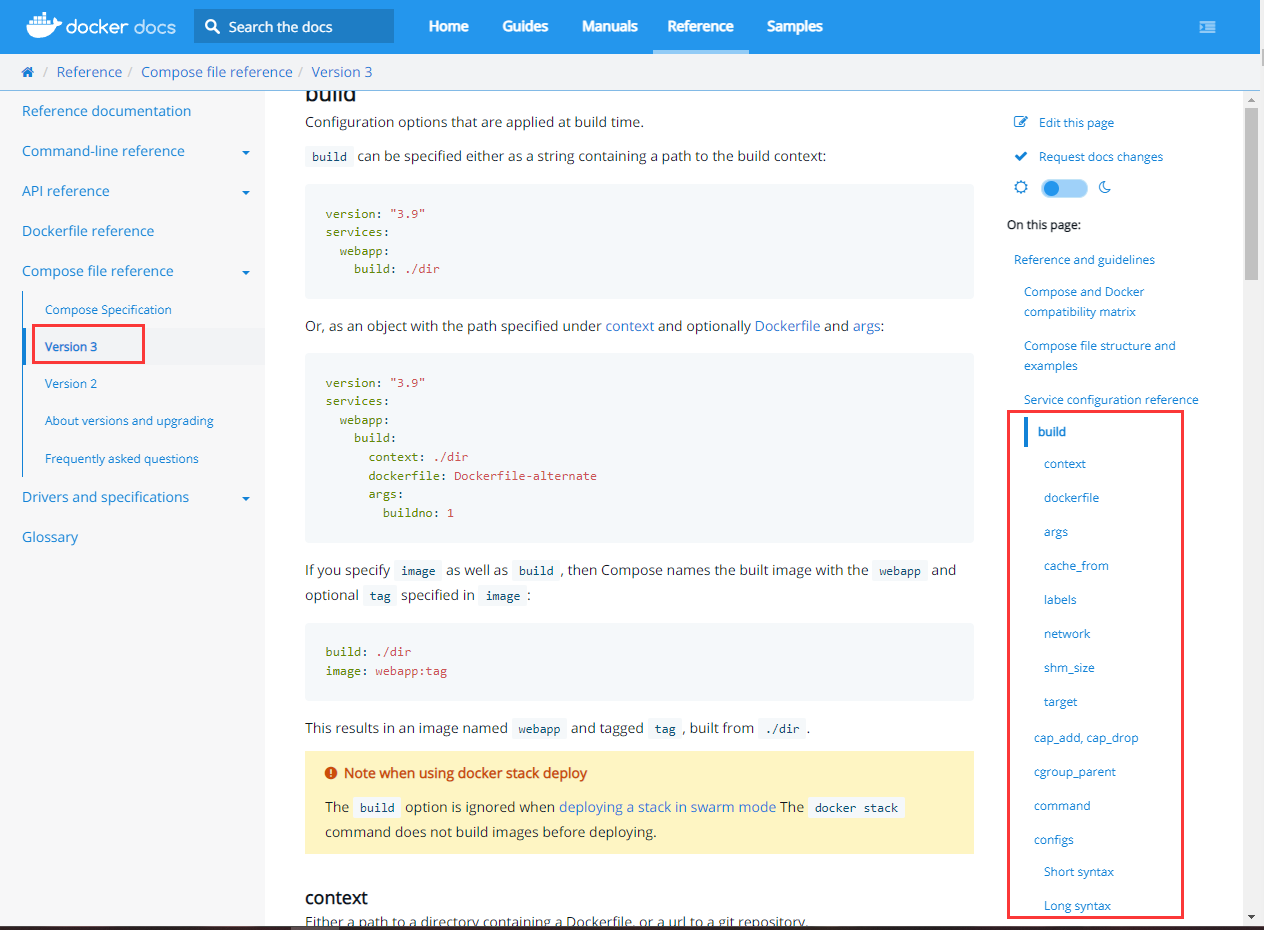 docker docs
Search the docs
Home
Guides
Manuals
Reference
Samples
/ Reference / Compose file reference / Version 3
Reference documentation
Command-line reference
API reference
Dockerfile reference
Compose file reference
Compose Specification
Version 3
Version 2
About versions and upgrading
Frequently asked questions
Drivers and specifications
Glossary
build
Configuration options that are applied at build time.
build can be specified either as a string containing a path to the build context:
version: "3.9"
services:
  webapp:
    build: ./dir
Or, as an object with the path specified under context and optionally Dockerfile and args:
version: "3.9"
services:
  webapp:
    build:
      context: ./dir
      dockerfile: Dockerfile-alternate
      args:
        buildno: 1
If you specify image as well as build , then Compose names the built image with the webapp and
optional tag specified in image :
build: ./dir
image: webapp:tag
This results in an image named webapp and tagged tag , built from ./dir .
Note when using docker stack deploy
The build option is ignored when deploying a stack in swarm mode The docker stack
command does not build images before deploying.
context
Either a path to a directory containing a Dockerfile, or a url to a git repository.
Edit this page
Request docs changes
On this page:
Reference and guidelines
Compose and Docker
compatibility matrix
Compose file structure and
examples
Service configuration reference
build
context
dockerfile
args
cache_from
labels
network
shm_size
target
cap_add, cap_drop
cgroup_parent
command
configs
Short syntax
Long syntax